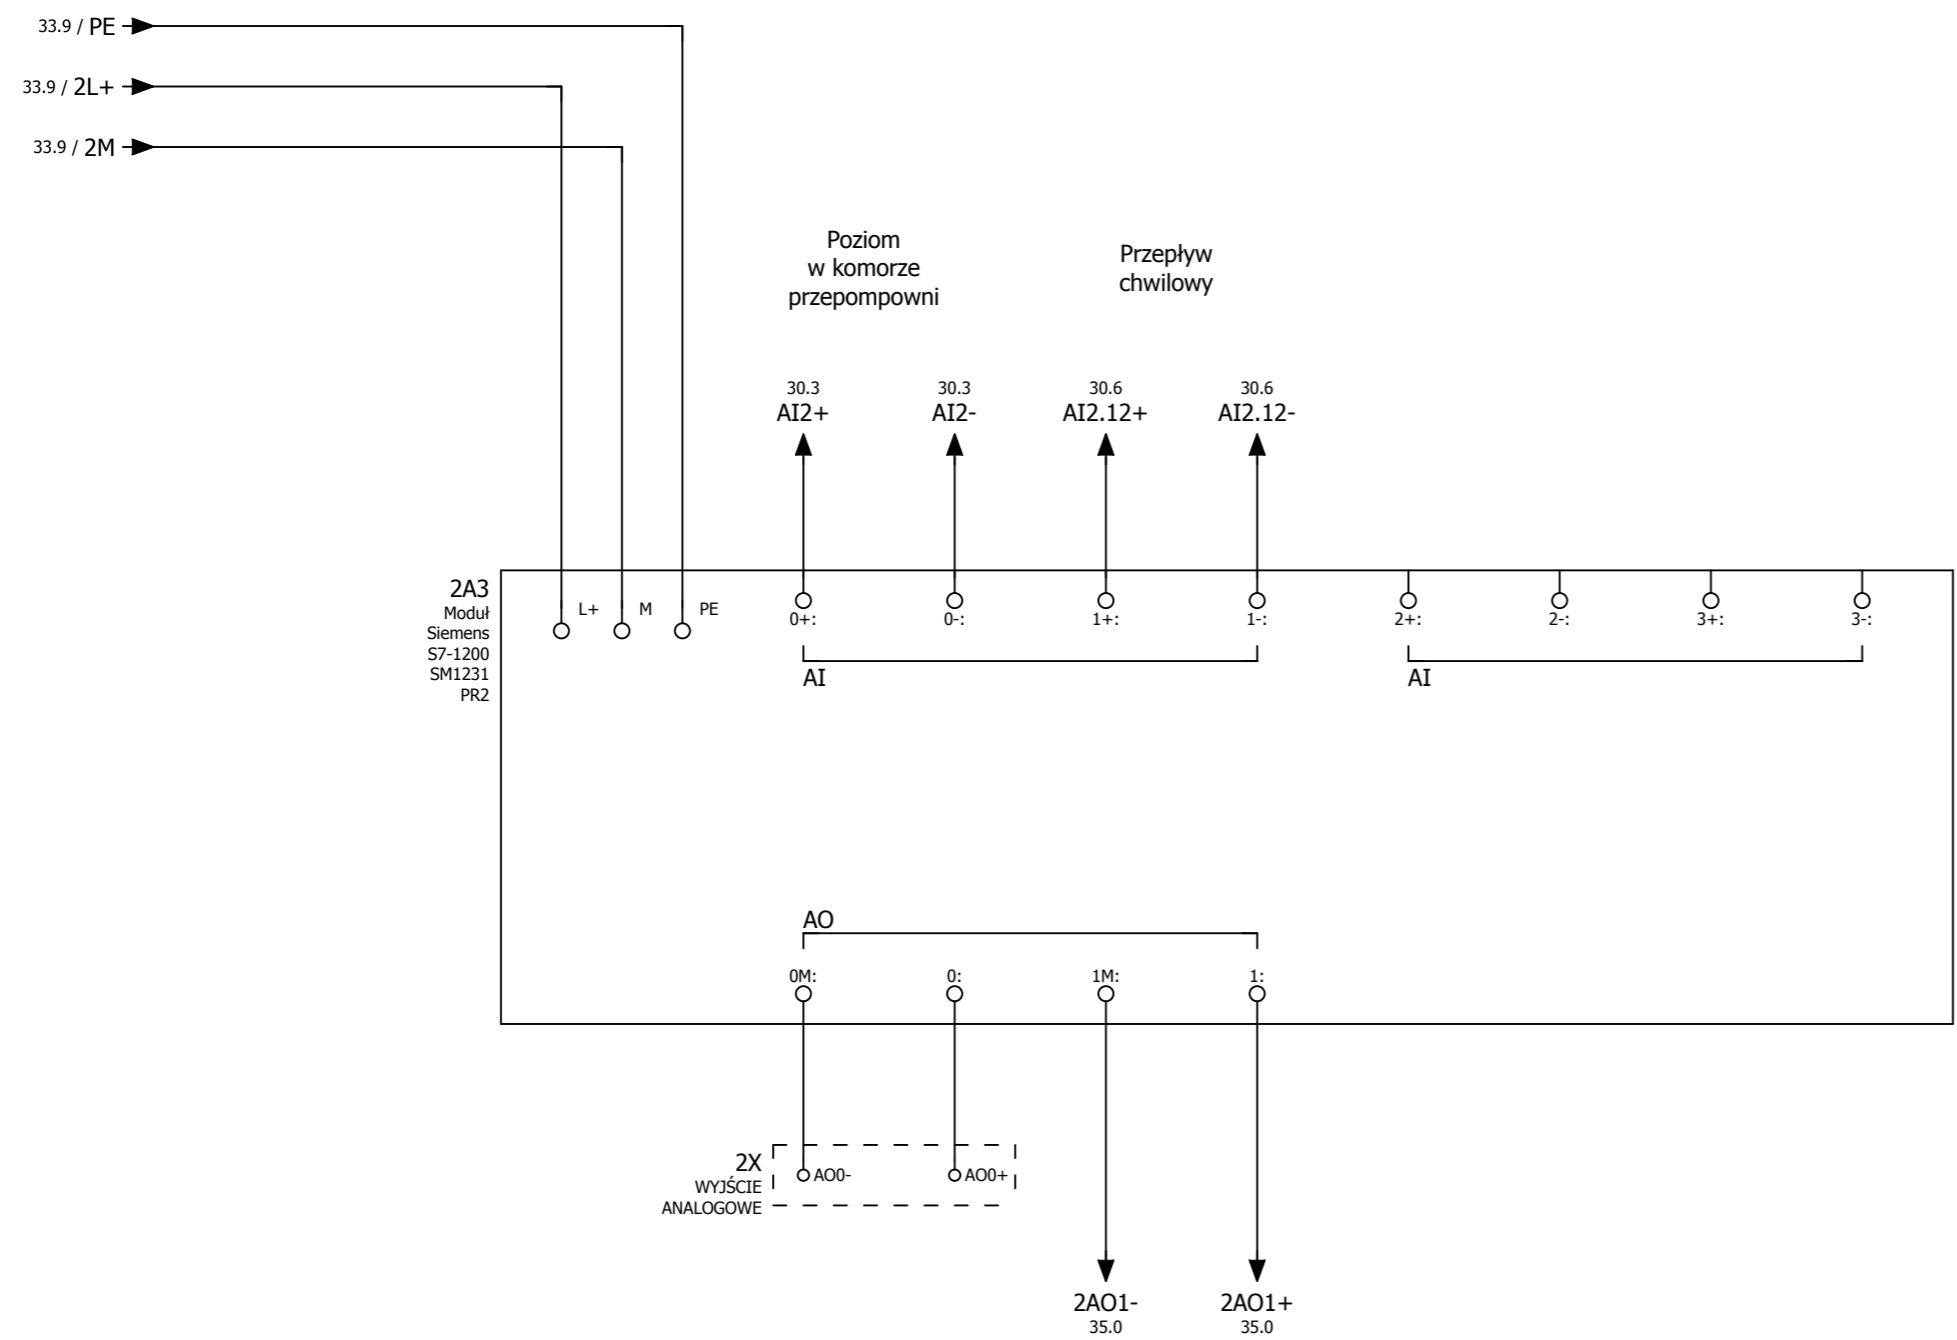 33.9 / PE
33.9 / 2L+
33.9 / 2M
Poziom
w komorze
przepompowni
Przepływ
chwilowy
30.3
AI2+
30.3
AI2-
30.6
AI2.12+
30.6
AI2.12-
2A3
Moduł
Siemens
S7-1200
SM1231
PR2
L+
M
PE
0+:
0-:
1+:
1-:
2+:
2-:
3+:
3-:
AI
AI
AO
0M:
0:
1M:
1:
2X
WYJŚCIE
ANALOGOWE
AO0-
AO0+
2AO1-
35.0
2AO1+
35.0